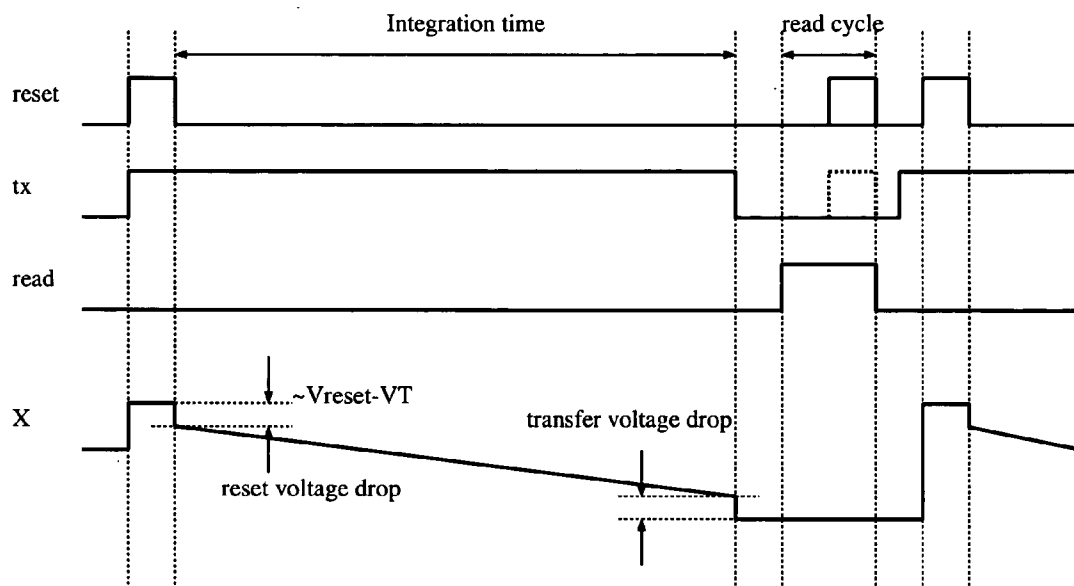 Integration time
read cycle
reset
tx
read
X
~Vreset-VT
transfer voltage drop
reset voltage drop